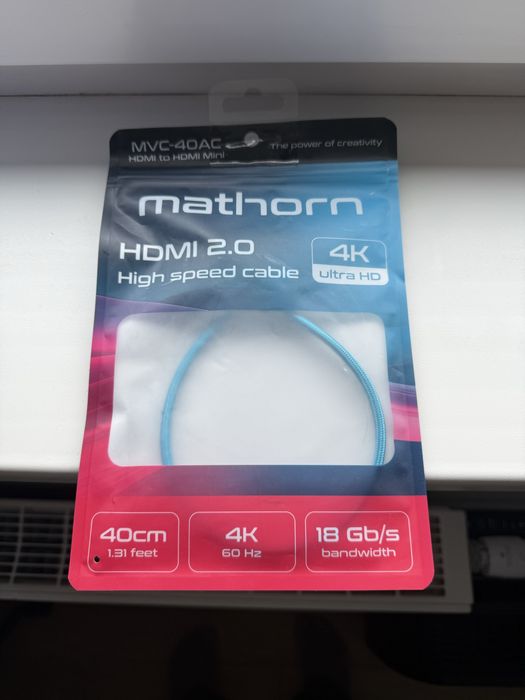 MVC-40AC
HDMI to HDMI Mini
The power of creativity
mathorn
HDMI 2.0
High speed cable
4K
ultra HD
40cm
1.31 feet
4K
60 Hz
18 Gb/s
bandwidth